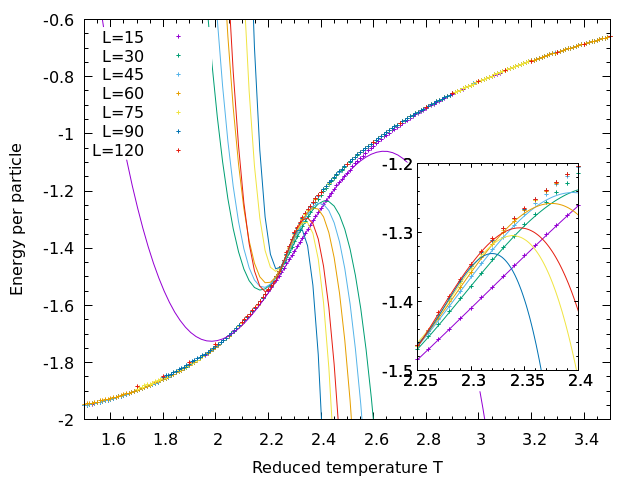 -0.6
L=15
L=30
-0.8
L=45
L=60
L=75
-1
L=90
L=120
-1.2
-1.4
-1.6
-1.8
-2
Energy per particle
1.6 1.8 2 2.2 2.4 2.6 2.8 3 3.2 3.4
Reduced temperature T
-1.2
-1.3
-1.4
-1.5
2.25 2.3 2.35 2.4